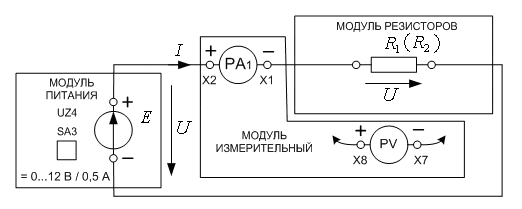 МОДУЛЬ РЕЗИСТОРОВ
R₁(R₂)
I
+
PA1
−
X2
X1
U
МОДУЛЬ
ПИТАНИЯ
UZ4
SA3
+
E
−
U
= 0...12 В / 0,5 А
МОДУЛЬ
ИЗМЕРИТЕЛЬНЫЙ
+
PV
−
X8
X7